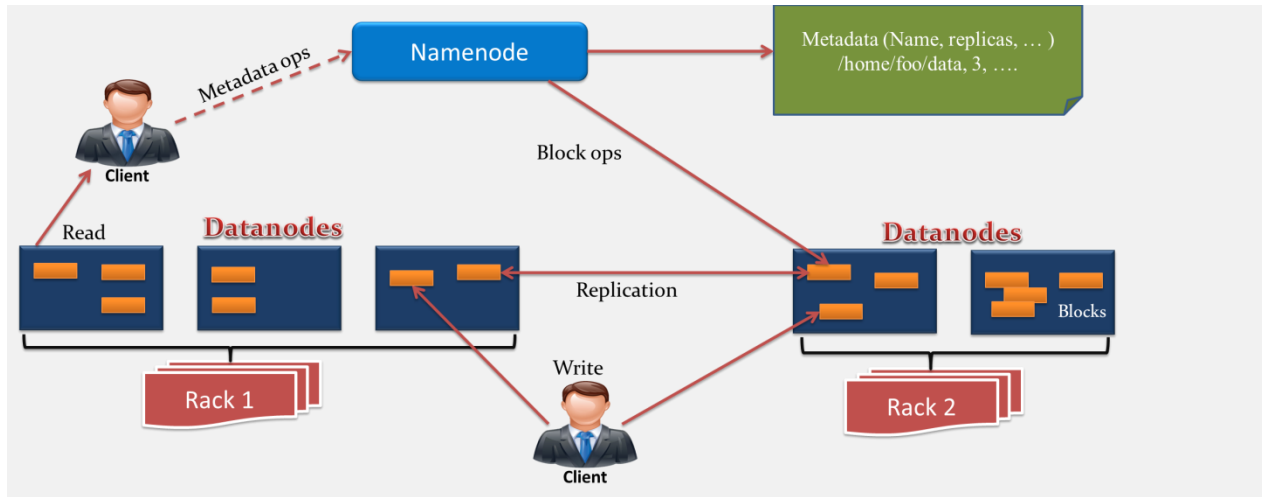 Namenode
Metadata (Name, replicas, … )
/home/foo/data, 3, ….
Metadata ops
Client
Block ops
Read
Datanodes
Datanodes
Replication
Blocks
Write
Rack 1
Rack 2
Client